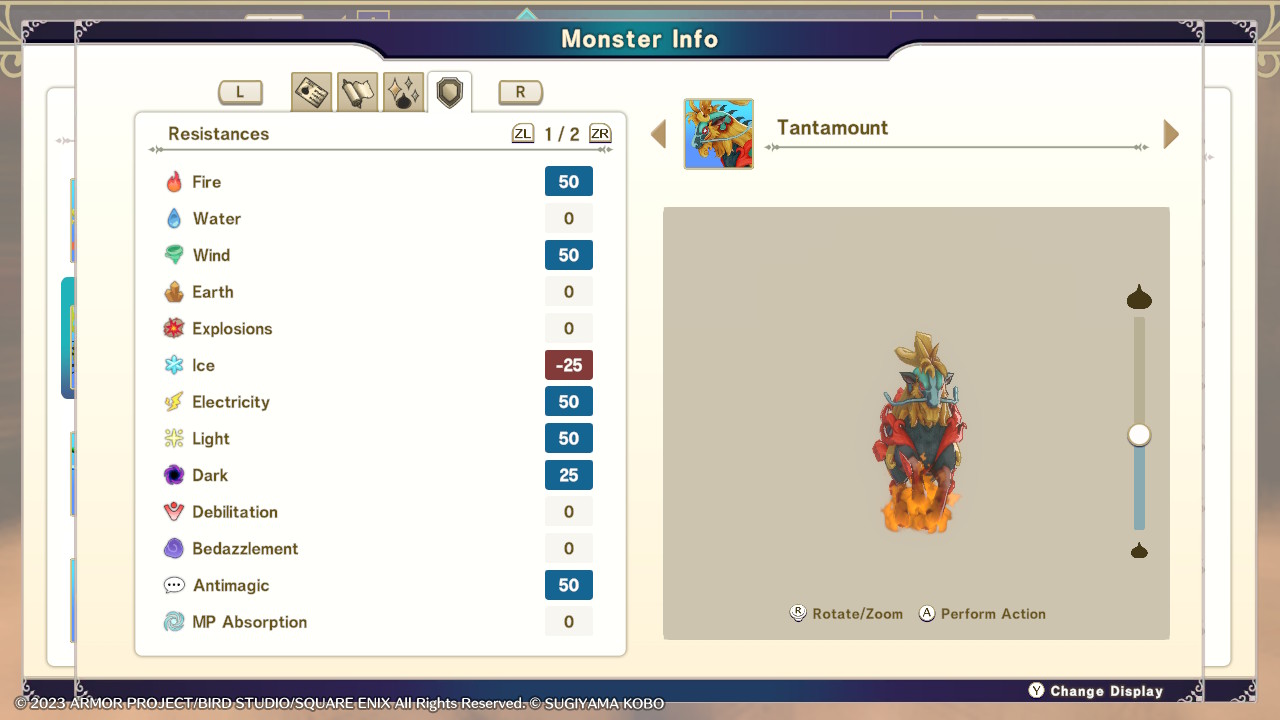 Monster Info
L
R
Resistances
ZL 1 / 2 ZR
Fire 50
Water 0
Wind 50
Earth 0
Explosions 0
Ice -25
Electricity 50
Light 50
Dark 25
Debilitation 0
Bedazzlement 0
Antimagic 50
MP Absorption 0
Tantamount
R Rotate/Zoom A Perform Action
Y Change Display
© 2023 ARMOR PROJECT/BIRD STUDIO/SQUARE ENIX All Rights Reserved. © SUGIYAMA KOBO